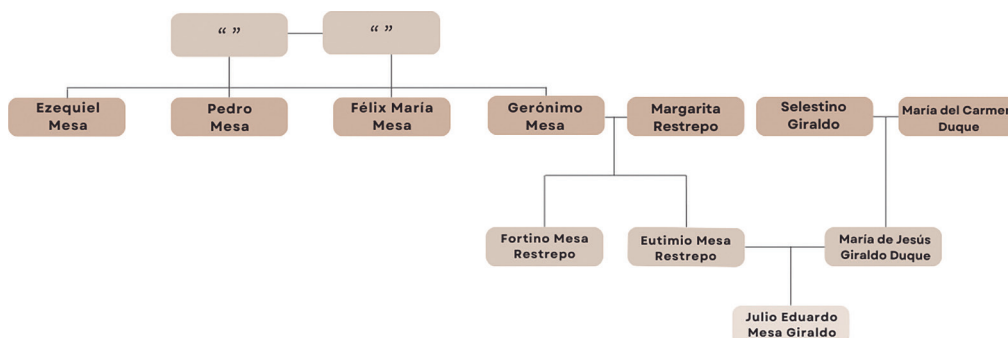 “ ”
“ ”
Ezequiel
Mesa
Pedro
Mesa
Félix María
Mesa
Gerónimo
Mesa
Margarita
Restrepo
Selestino
Giraldo
María del Carmen
Duque
Fortino Mesa
Restrepo
Eutimio Mesa
Restrepo
María de Jesús
Giraldo Duque
Julio Eduardo
Mesa Giraldo